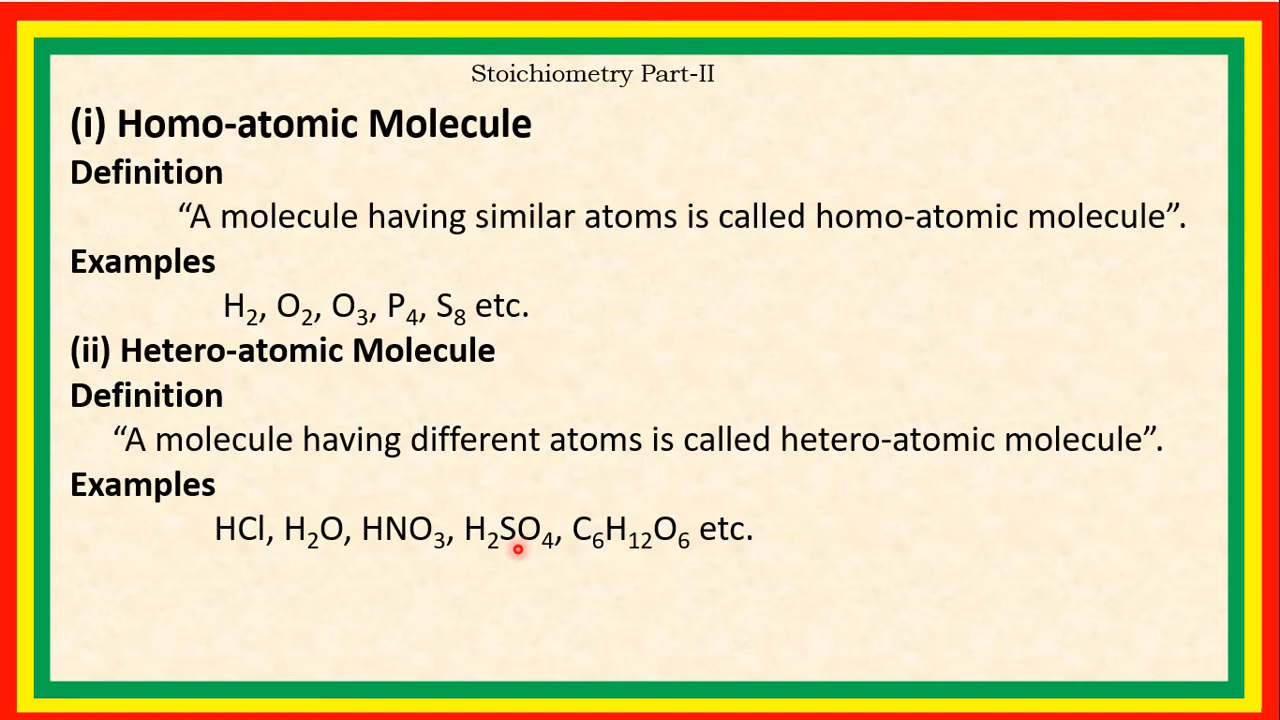 Stoichiometry Part-II
(i) Homo-atomic Molecule
Definition
“A molecule having similar atoms is called homo-atomic molecule”.
Examples
H₂, O₂, O₃, P₄, S₈ etc.
(ii) Hetero-atomic Molecule
Definition
“A molecule having different atoms is called hetero-atomic molecule”.
Examples
HCl, H₂O, HNO₃, H₂SO₄, C₆H₁₂O₆ etc.